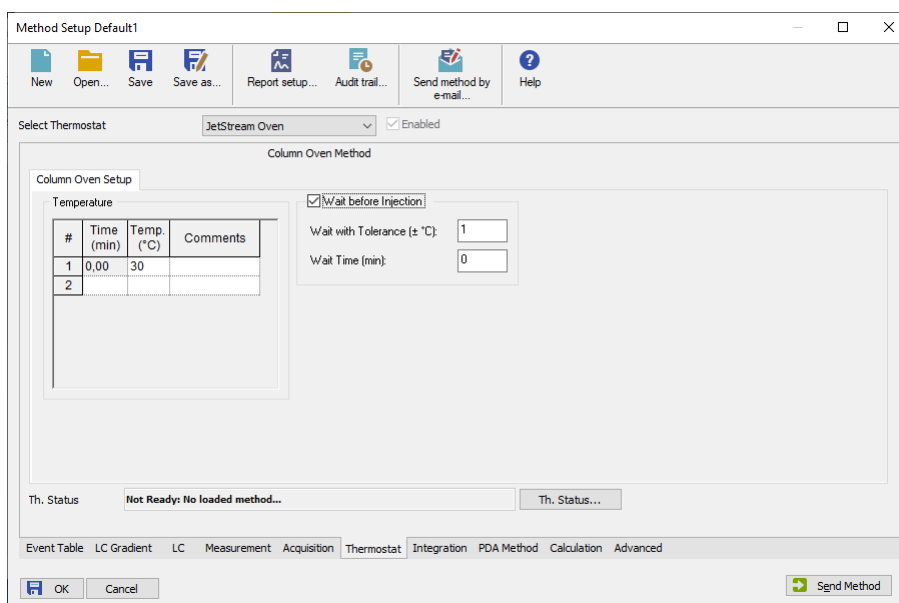 Method Setup Default1
New Open... Save Save as... Report setup... Audit trail... Send method by e-mail... Help
Select Thermostat JetStream Oven Enabled
Column Oven Method
Column Oven Setup
Temperature
# Time (min) Temp. (°C) Comments
1 0,00 30
2
Wait before Injection
Wait with Tolerance (± °C): 1
Wait Time (min): 0
Th. Status Not Ready: No loaded method... Th. Status...
Event Table LC Gradient LC Measurement Acquisition Thermostat Integration PDA Method Calculation Advanced
OK Cancel Send Method